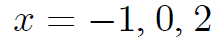 x = −1, 0, 2